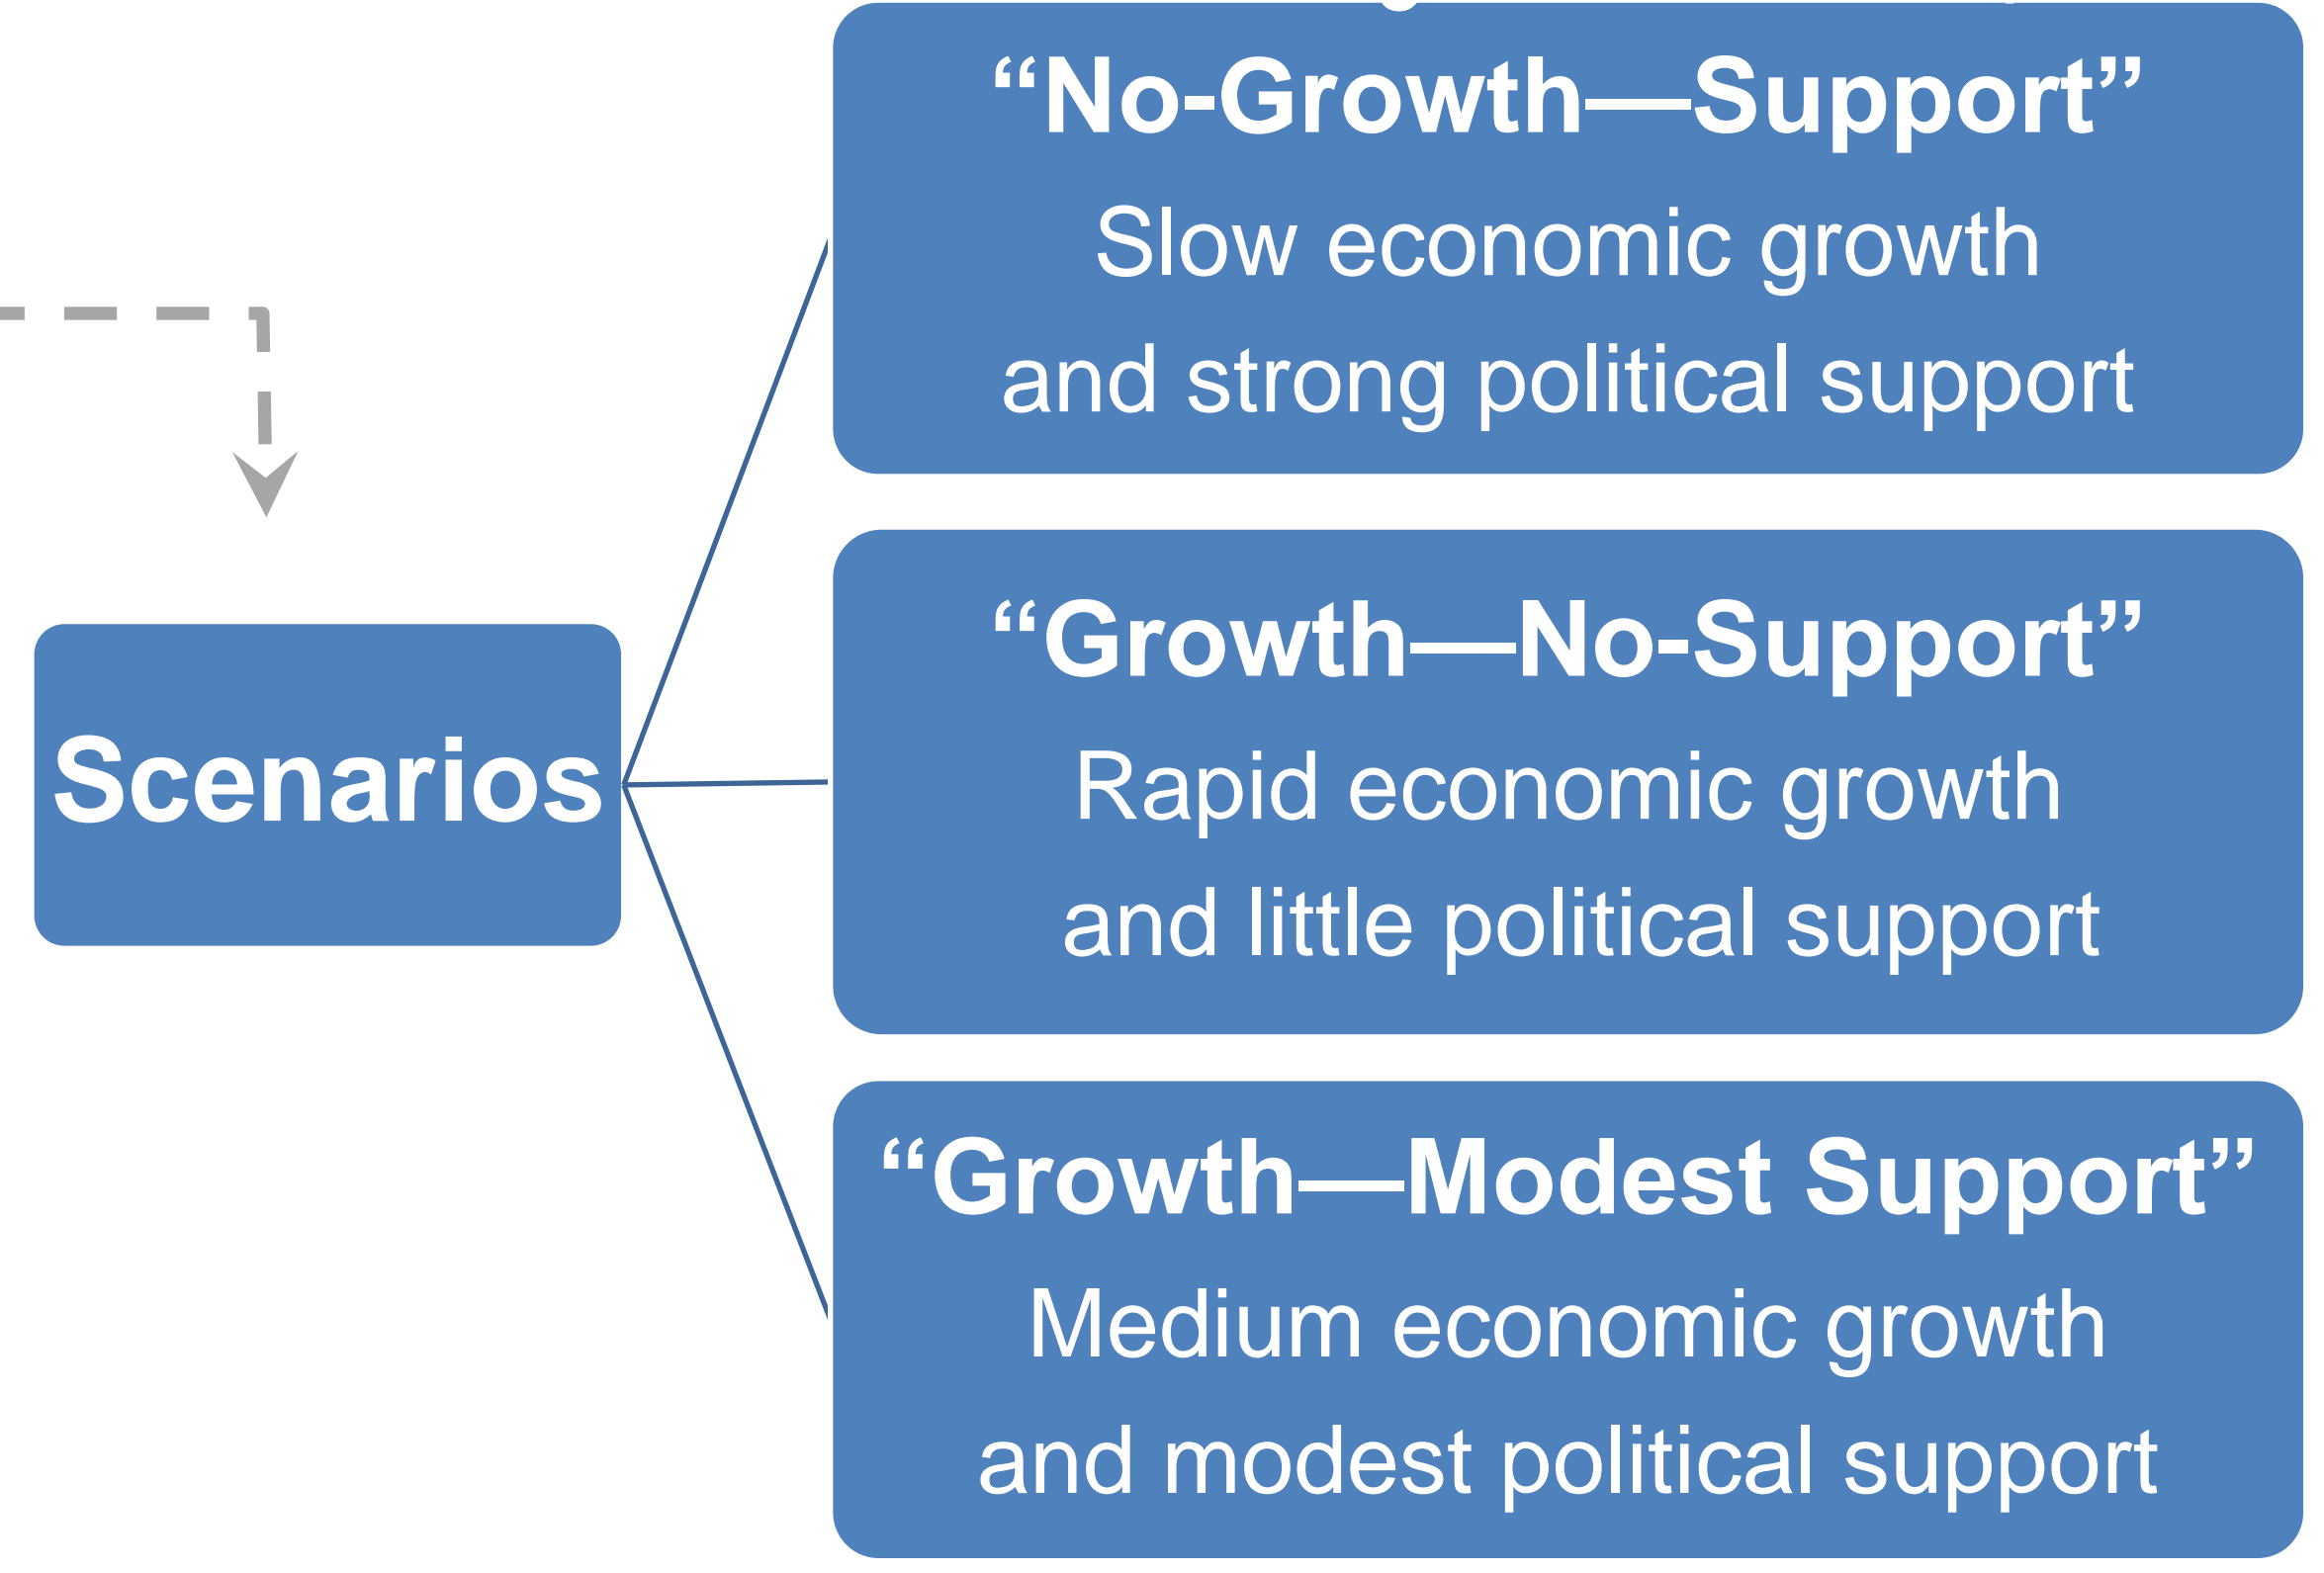 Scenarios
“No-Growth—Support”
Slow economic growth
and strong political support
“Growth—No-Support”
Rapid economic growth
and little political support
“Growth—Modest Support”
Medium economic growth
and modest political support